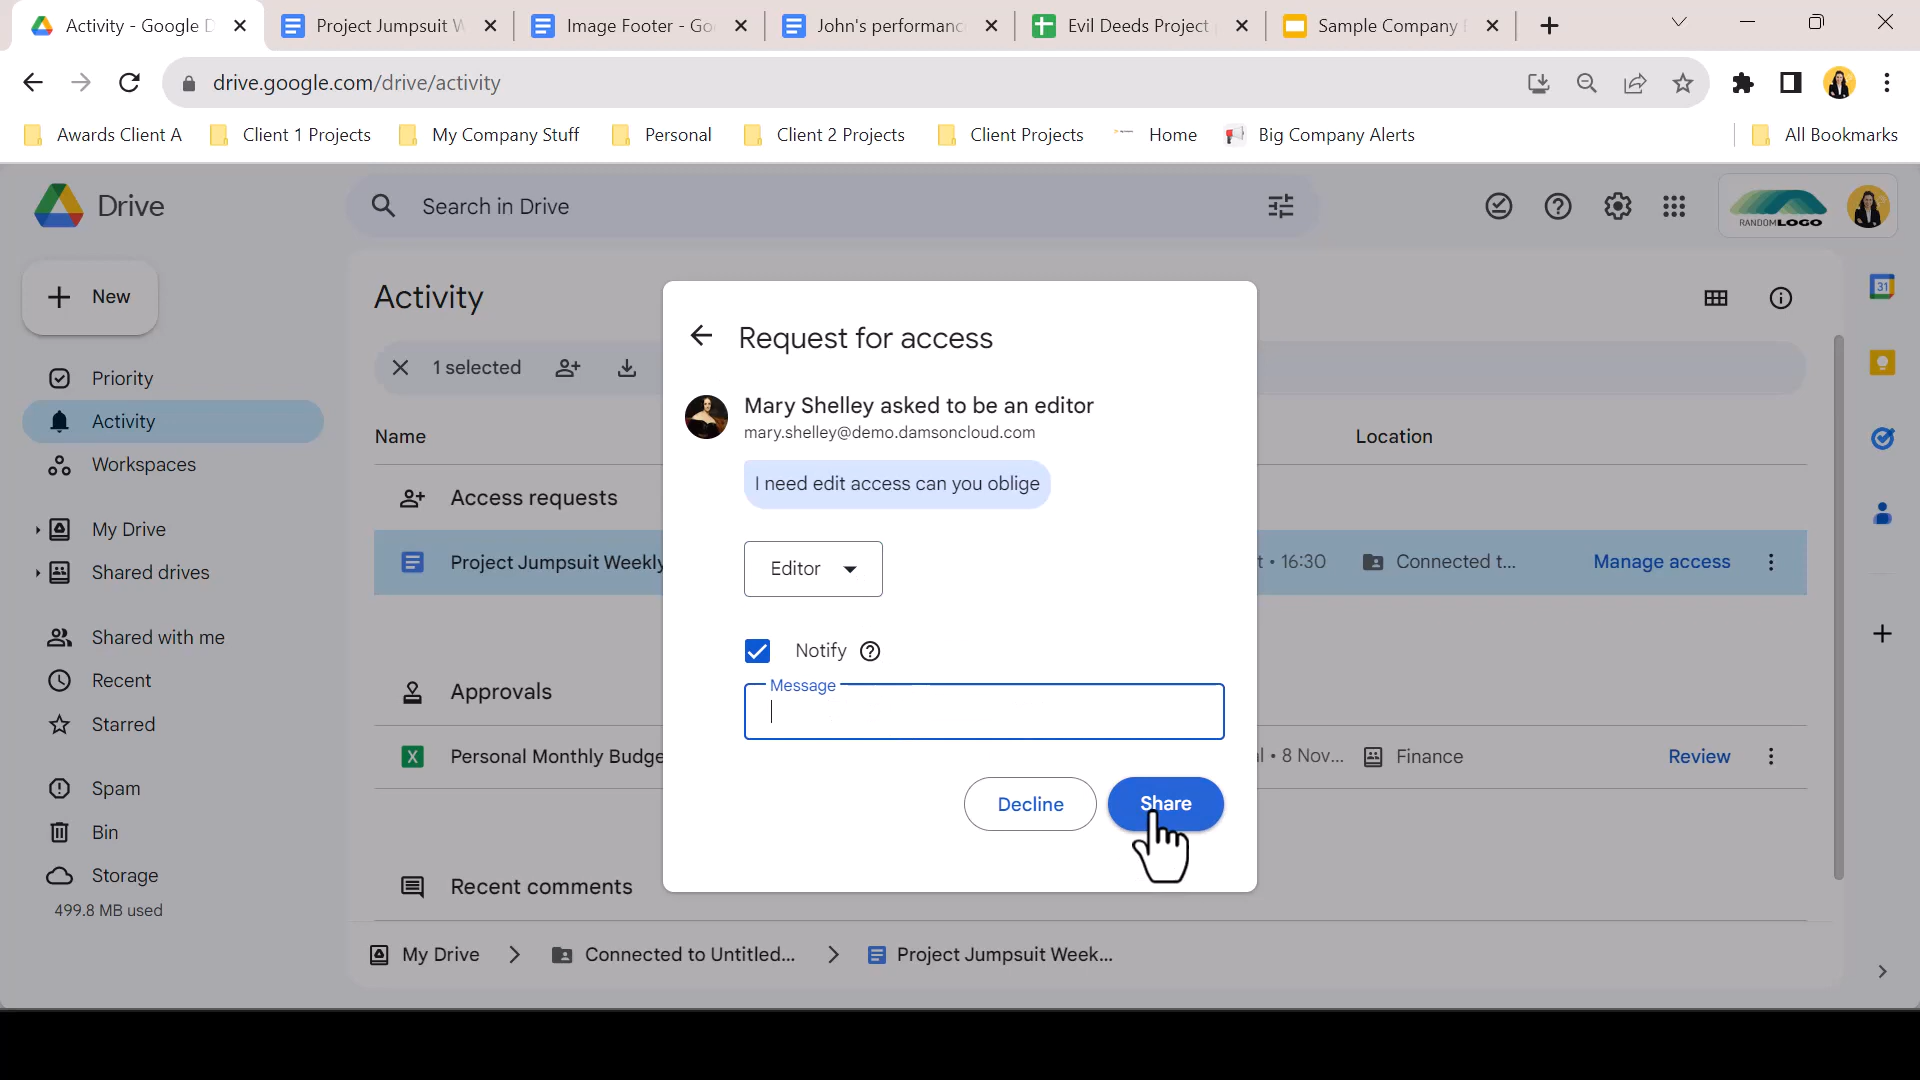 Activity - Google D
Project Jumpsuit W
Image Footer - Go
John's performanc
Evil Deeds Project
Sample Company
drive.google.com/drive/activity
Awards Client A
Client 1 Projects
My Company Stuff
Personal
Client 2 Projects
Client Projects
Home
Big Company Alerts
All Bookmarks
Drive
Search in Drive
RANDOMLOGO
New
Activity
1 selected
Priority
Activity
Workspaces
My Drive
Shared drives
Shared with me
Recent
Starred
Spam
Bin
Storage
499.8 MB used
Name
Location
Access requests
Project Jumpsuit Weekly
• 16:30
Connected t...
Manage access
Approvals
X
Personal Monthly Budge
• 8 Nov...
Finance
Review
Recent comments
My Drive
Connected to Untitled...
Project Jumpsuit Week...
Request for access
Mary Shelley asked to be an editor
mary.shelley@demo.damsoncloud.com
I need edit access can you oblige
Editor
Notify
Message
Decline
Share
31